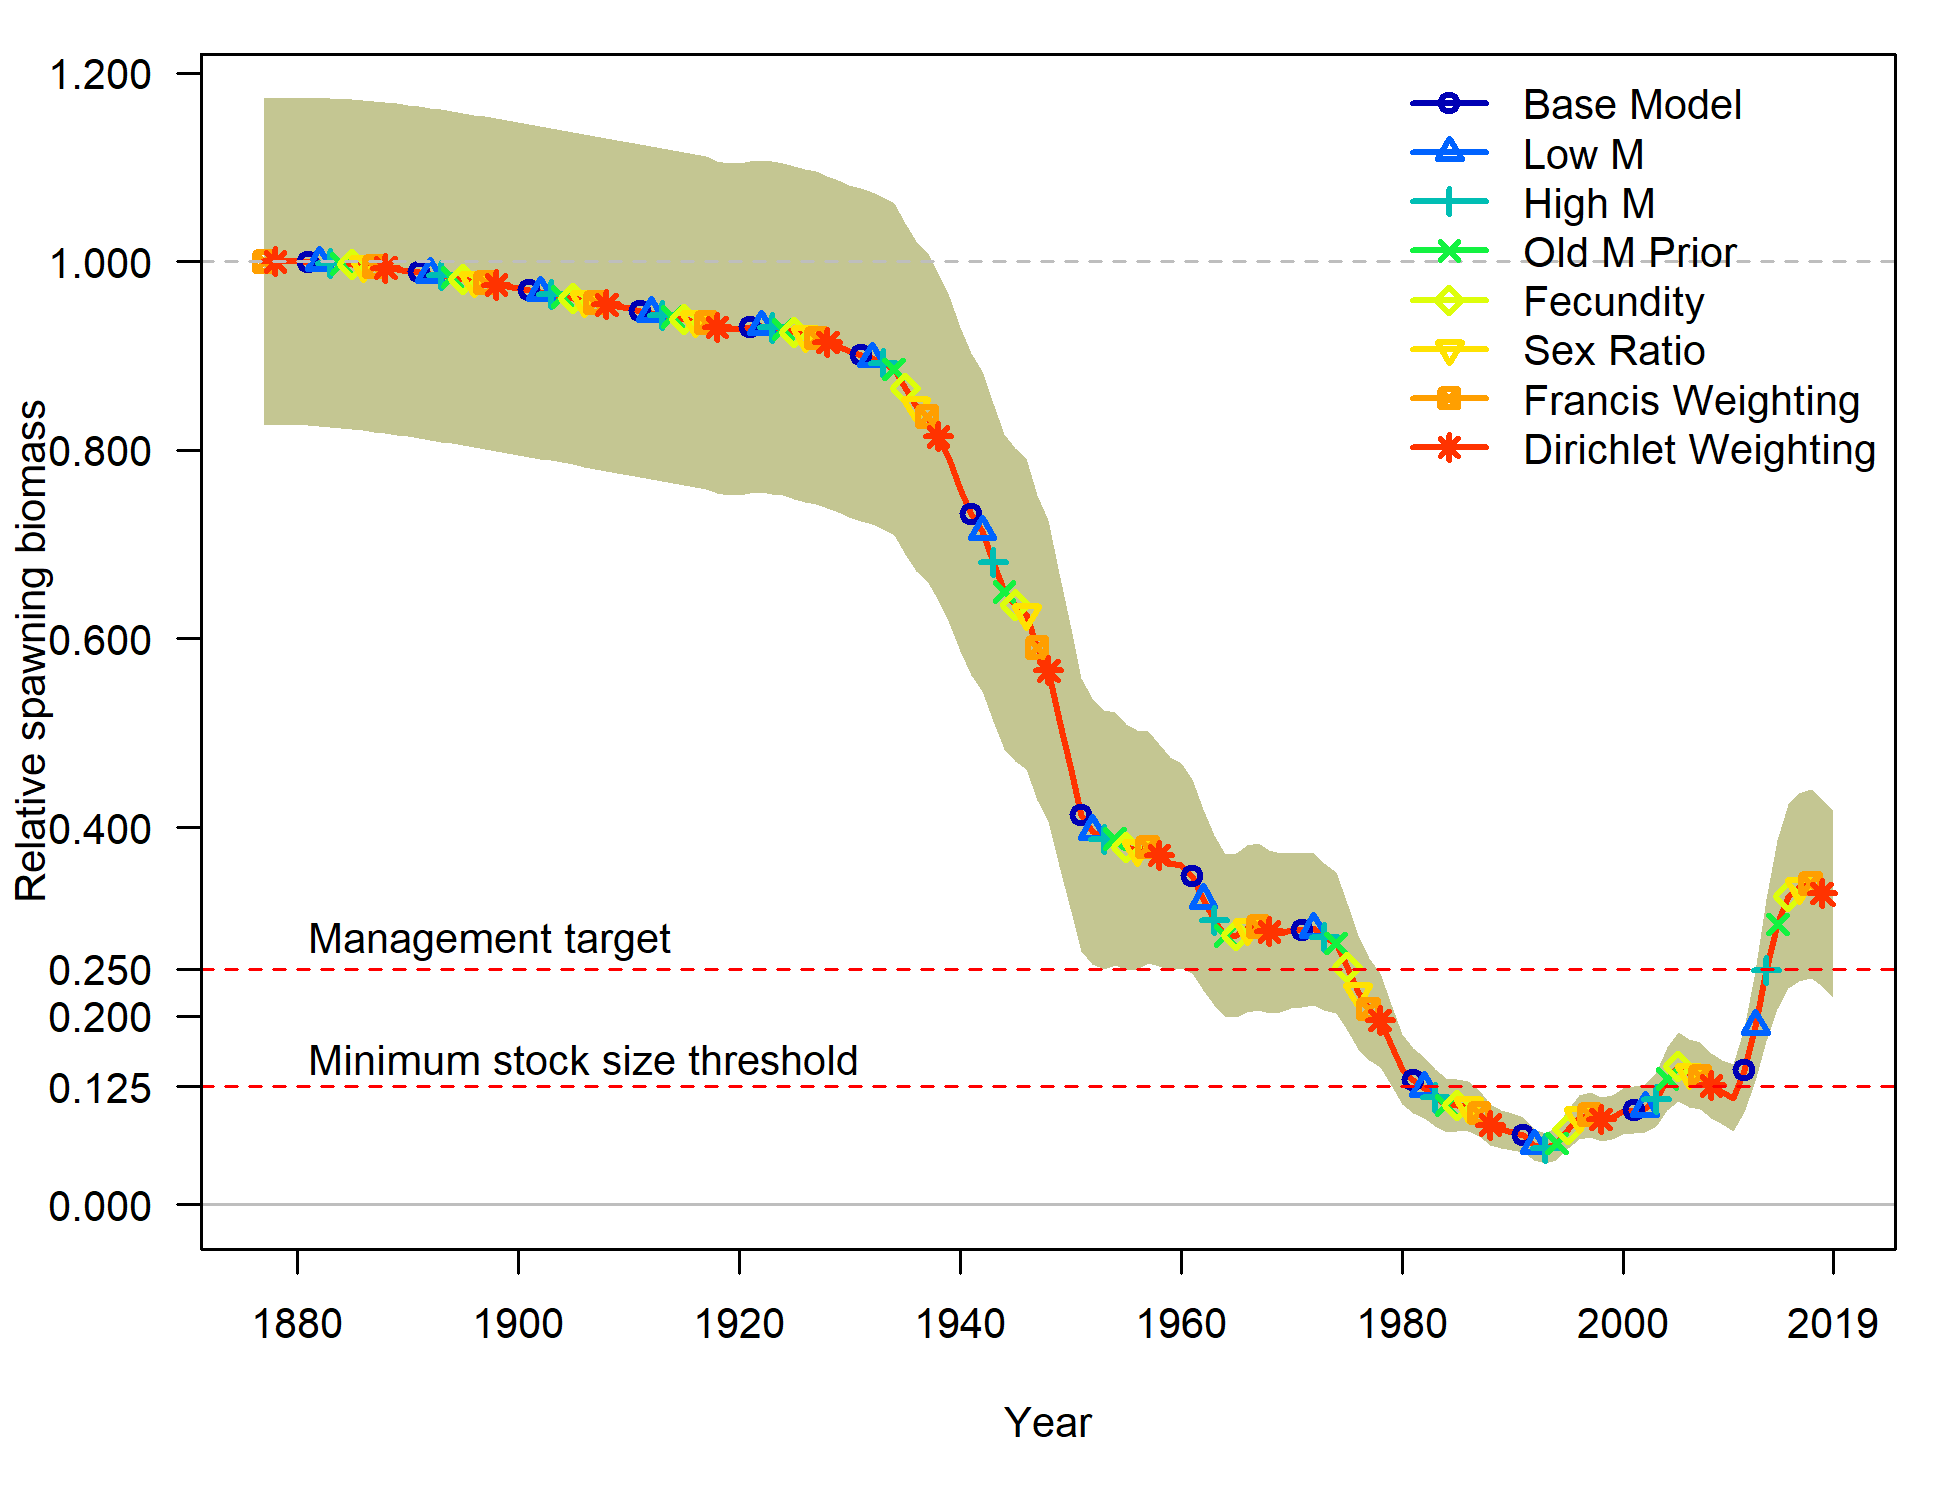 1.200
1.000
0.800
0.600
0.400
0.250
0.200
0.125
0.000
Relative spawning biomass
Base Model
Low M
High M
Old M Prior
Fecundity
Sex Ratio
Francis Weighting
Dirichlet Weighting
Management target
Minimum stock size threshold
1880 1900 1920 1940 1960 1980 2000 2019
Year